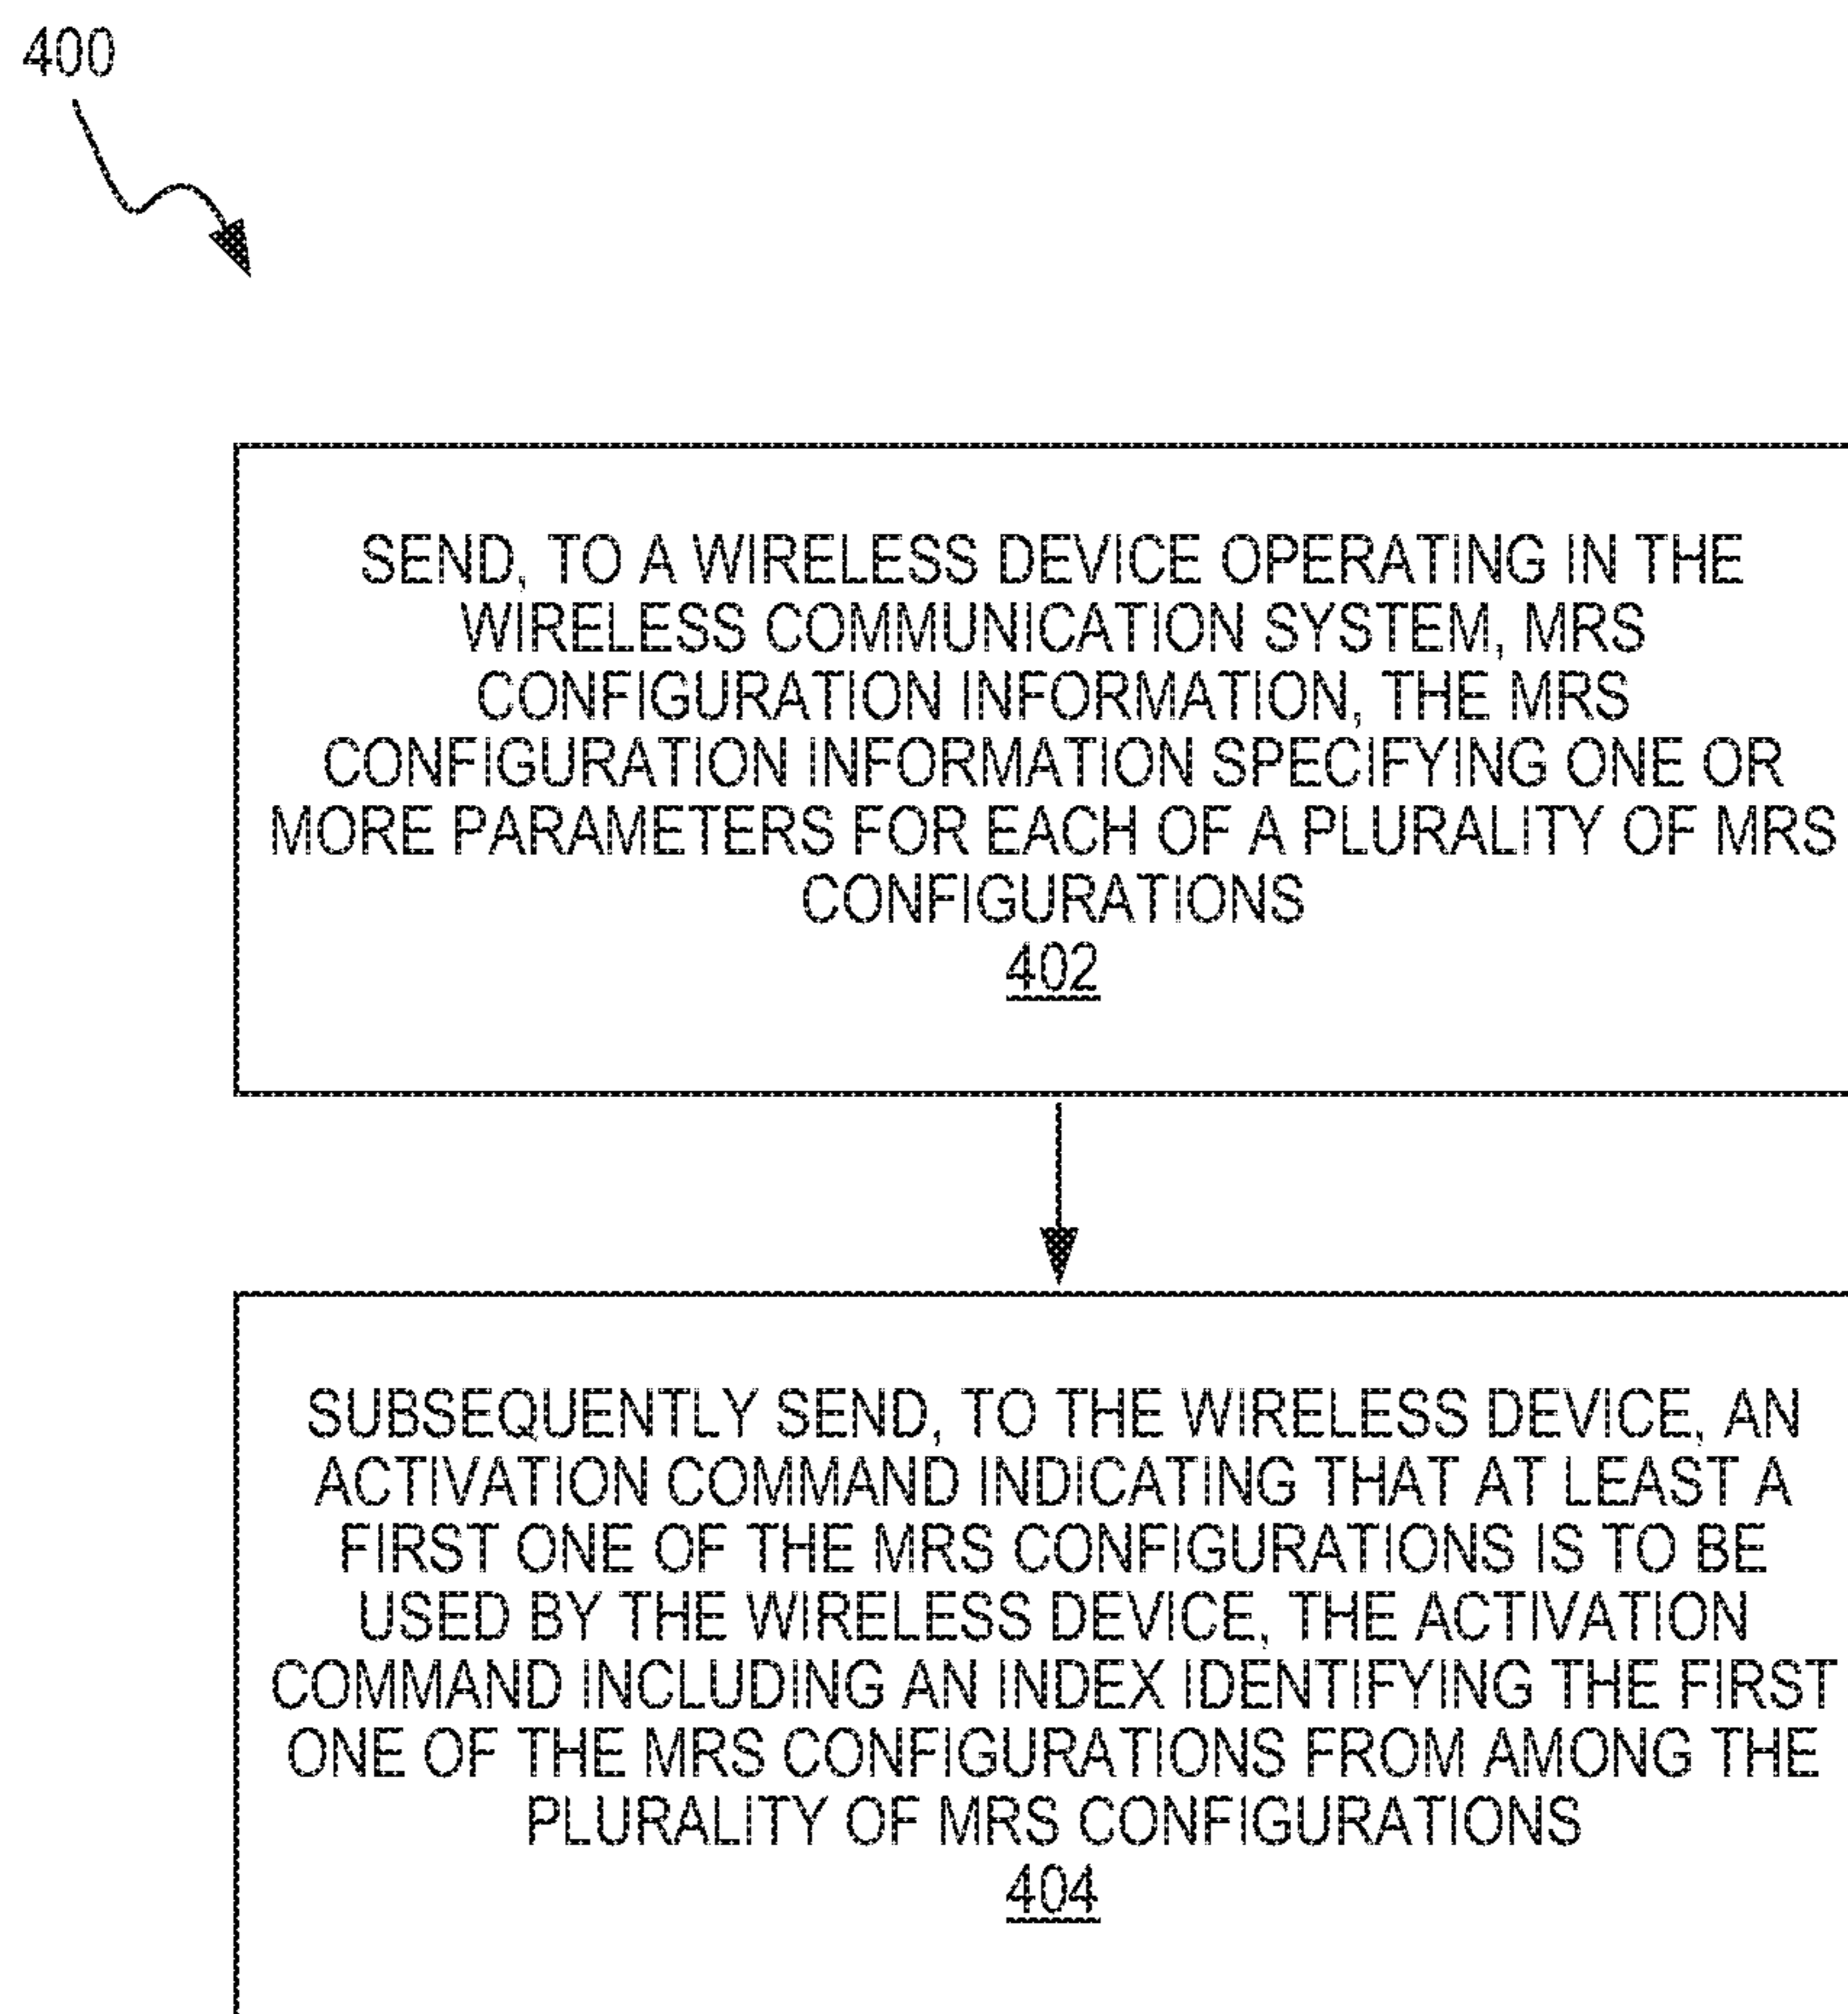 400
SEND, TO A WIRELESS DEVICE OPERATING IN THE
WIRELESS COMMUNICATION SYSTEM, MRS
CONFIGURATION INFORMATION, THE MRS
CONFIGURATION INFORMATION SPECIFYING ONE OR
MORE PARAMETERS FOR EACH OF A PLURALITY OF MRS
CONFIGURATIONS
402
SUBSEQUENTLY SEND, TO THE WIRELESS DEVICE, AN
ACTIVATION COMMAND INDICATING THAT AT LEAST A
FIRST ONE OF THE MRS CONFIGURATIONS IS TO BE
USED BY THE WIRELESS DEVICE, THE ACTIVATION
COMMAND INCLUDING AN INDEX IDENTIFYING THE FIRST
ONE OF THE MRS CONFIGURATIONS FROM AMONG THE
PLURALITY OF MRS CONFIGURATIONS
404